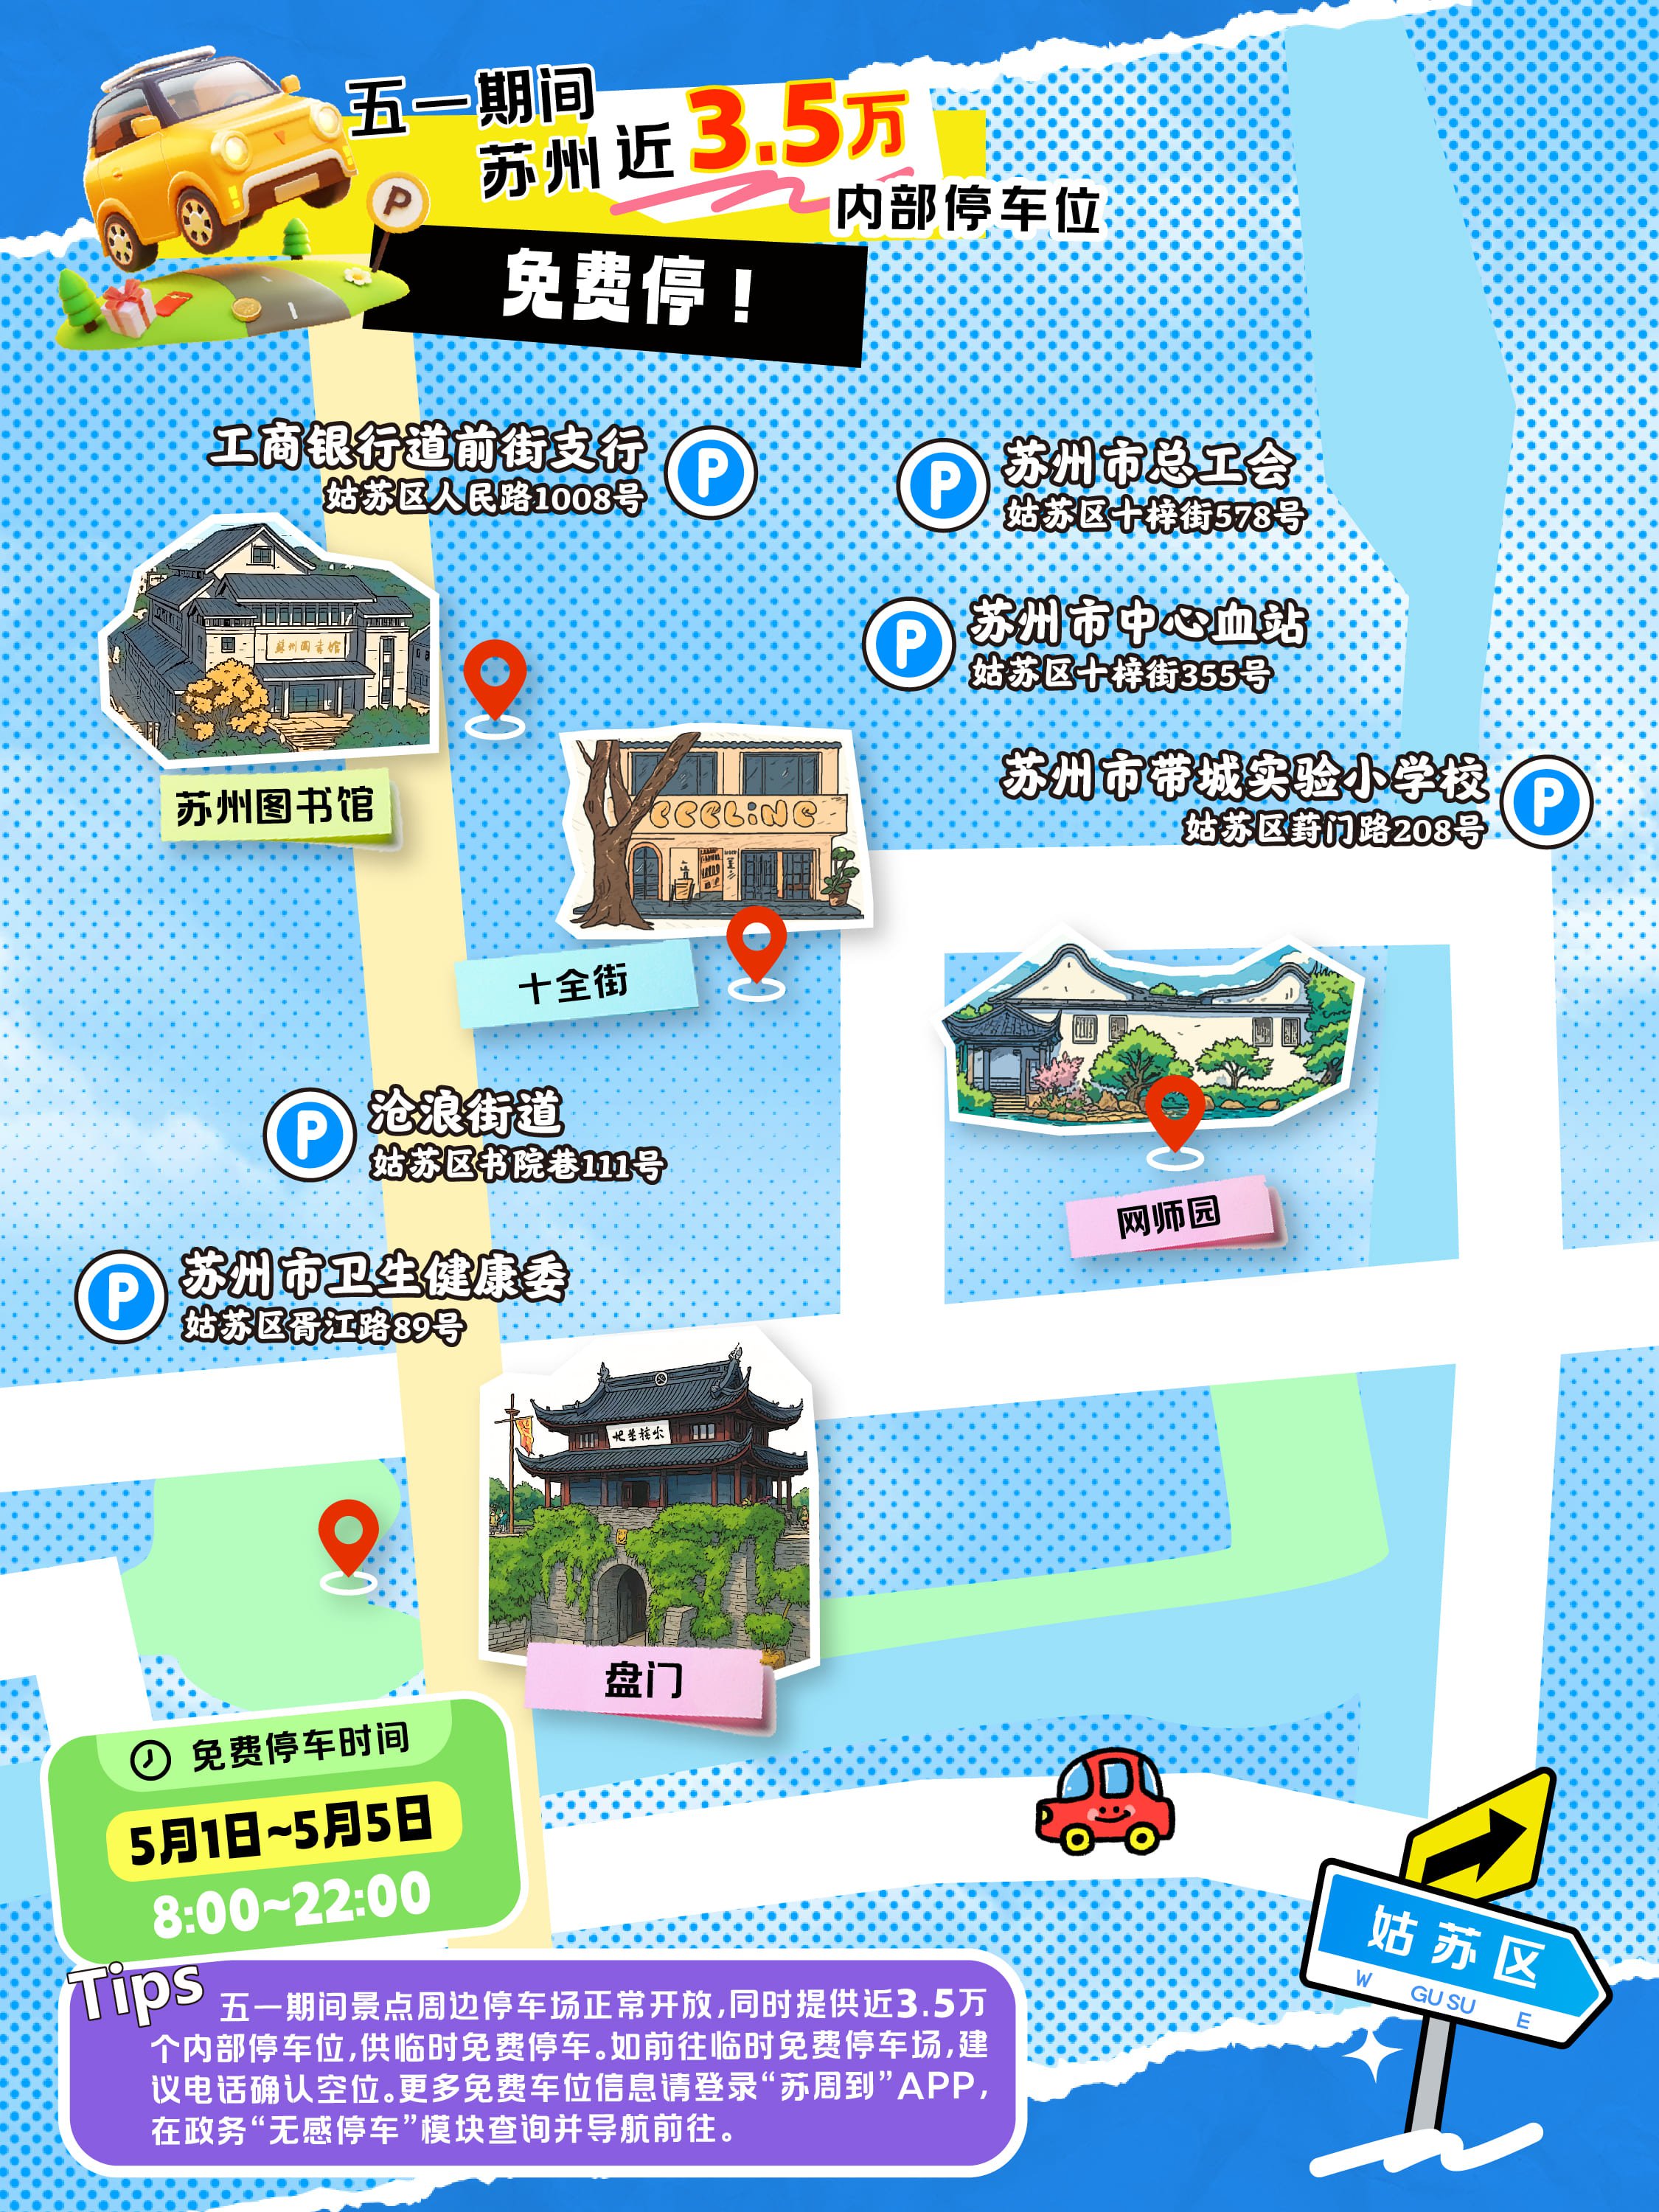 五一期间
苏州近3.5万
内部停车位
免费停！
P
工商银行道前街支行
姑苏区人民路1008号
P
P
苏州市总工会
姑苏区十梓街578号
苏州图书馆
P
苏州市中心血站
姑苏区十梓街355号
苏州图书馆
CCCLiNC
苏州市带城实验小学校
姑苏区葑门路208号
P
十全街
P
沧浪街道
姑苏区书院巷111号
网师园
P
苏州市卫生健康委
姑苏区胥江路89号
盘门
免费停车时间
5月1日~5月5日
8:00~22:00
姑苏区
W GU SU E
Tips
五一期间景点周边停车场正常开放,同时提供近3.5万
个内部停车位,供临时免费停车。如前往临时免费停车场,建
议电话确认空位。更多免费车位信息请登录“苏周到”APP,
在政务“无感停车”模块查询并导航前往。